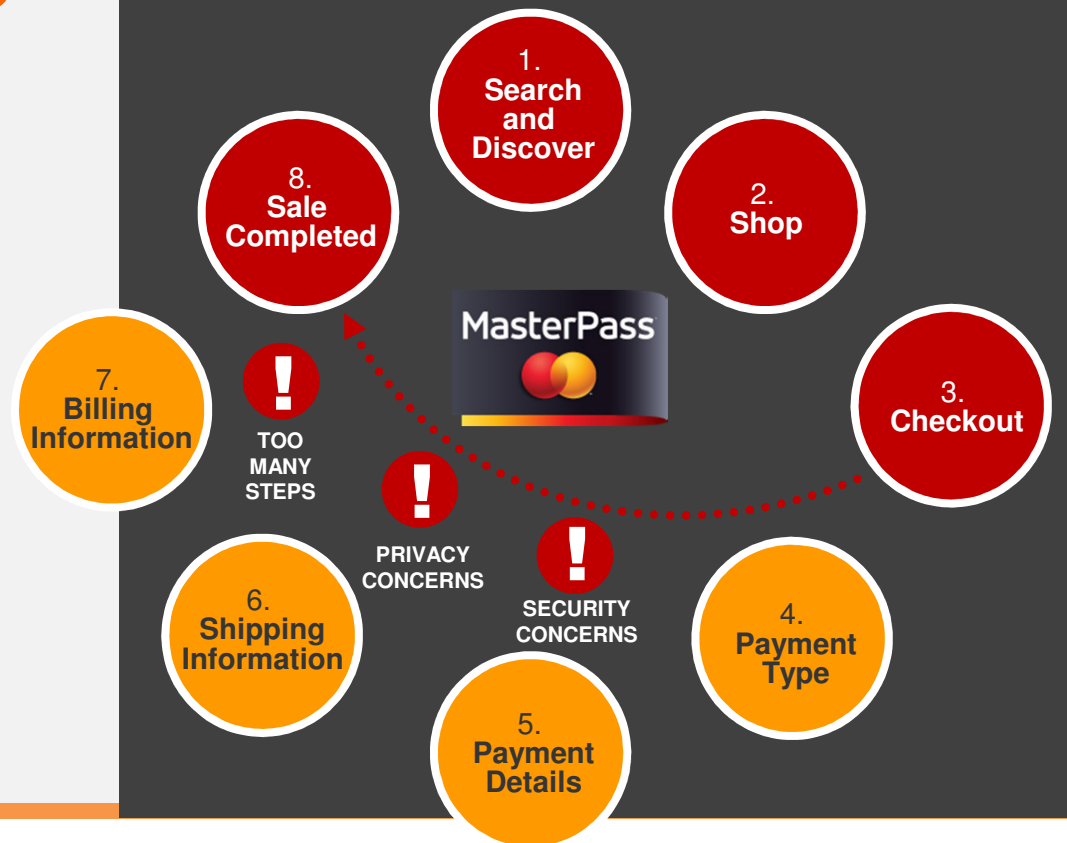 1.
Search
and
Discover
2.
Shop
3.
Checkout
4.
Payment
Type
5.
Payment
Details
6.
Shipping
Information
7.
Billing
Information
8.
Sale
Completed
MasterPass
!
TOO
MANY
STEPS
!
PRIVACY
CONCERNS
!
SECURITY
CONCERNS